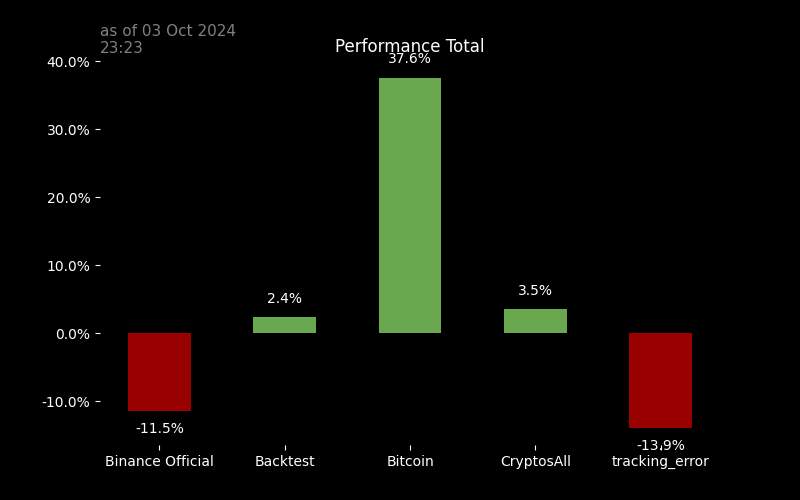 as of 03 Oct 2024
23:23
Performance Total
40.0%
30.0%
20.0%
10.0%
0.0%
-10.0%
-11.5%
2.4%
37.6%
3.5%
-13.9%
Binance Official
Backtest
Bitcoin
CryptosAll
tracking_error